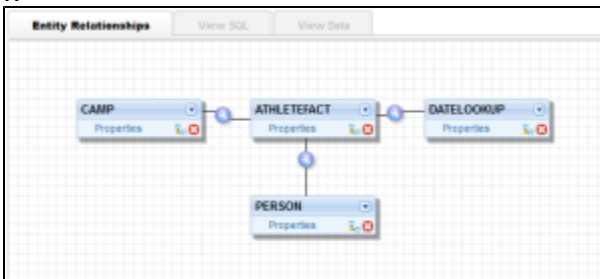 Entity Relationships View SQL View Data
CAMP ATHLETEFACT DATELOOKUP
Properties Properties Properties
PERSON
Properties